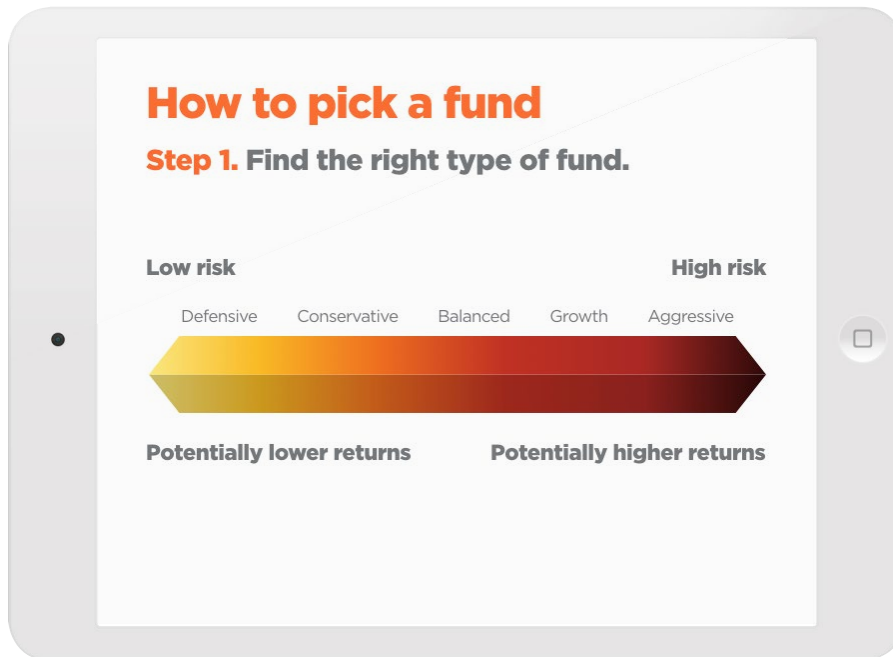 How to pick a fund
Step 1. Find the right type of fund.
Low risk High risk
Defensive Conservative Balanced Growth Aggressive
Potentially lower returns Potentially higher returns